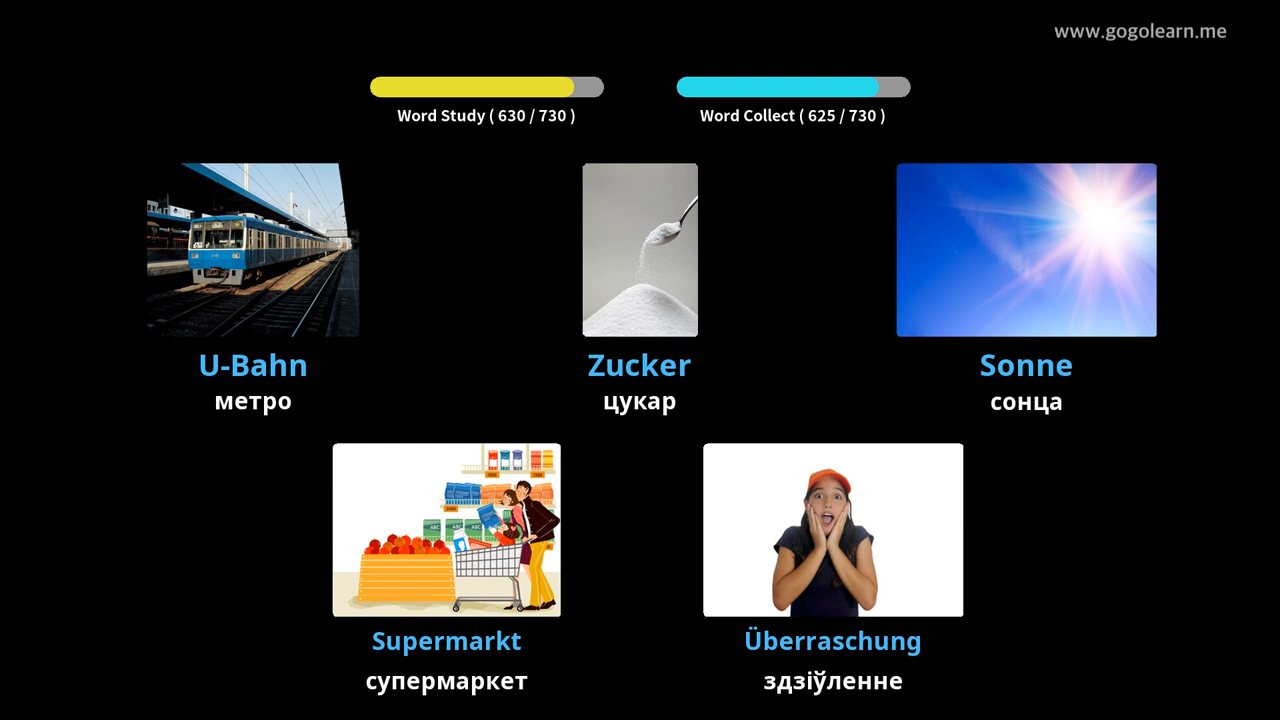 www.gogolearn.me
Word Study ( 630 / 730 )
Word Collect ( 625 / 730 )
U-Bahn
метро
Zucker
цукар
Sonne
сонца
Supermarkt
супермаркет
Überraschung
здзіўленне